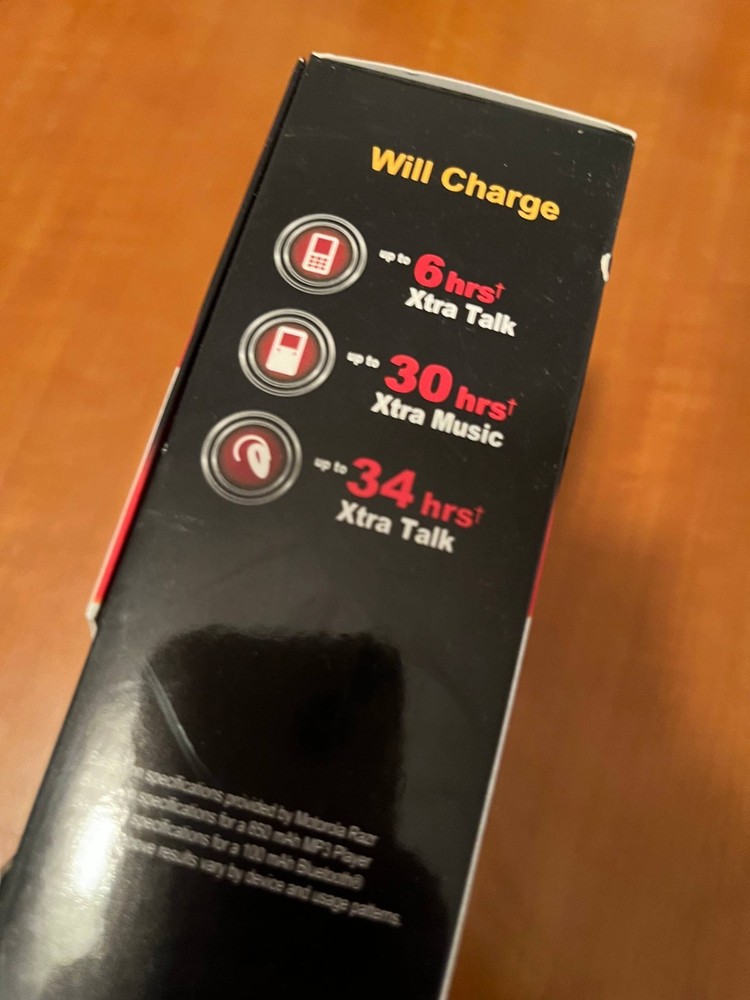 Will Charge
up to 6 hrs†
Xtra Talk
up to 30 hrs†
Xtra Music
up to 34 hrs†
Xtra Talk
specifications provided by Motorola Razr
specifications for a 850 mAh MP3 Player
specifications for a 100 mAh Bluetooth®
results vary by device and usage patterns.